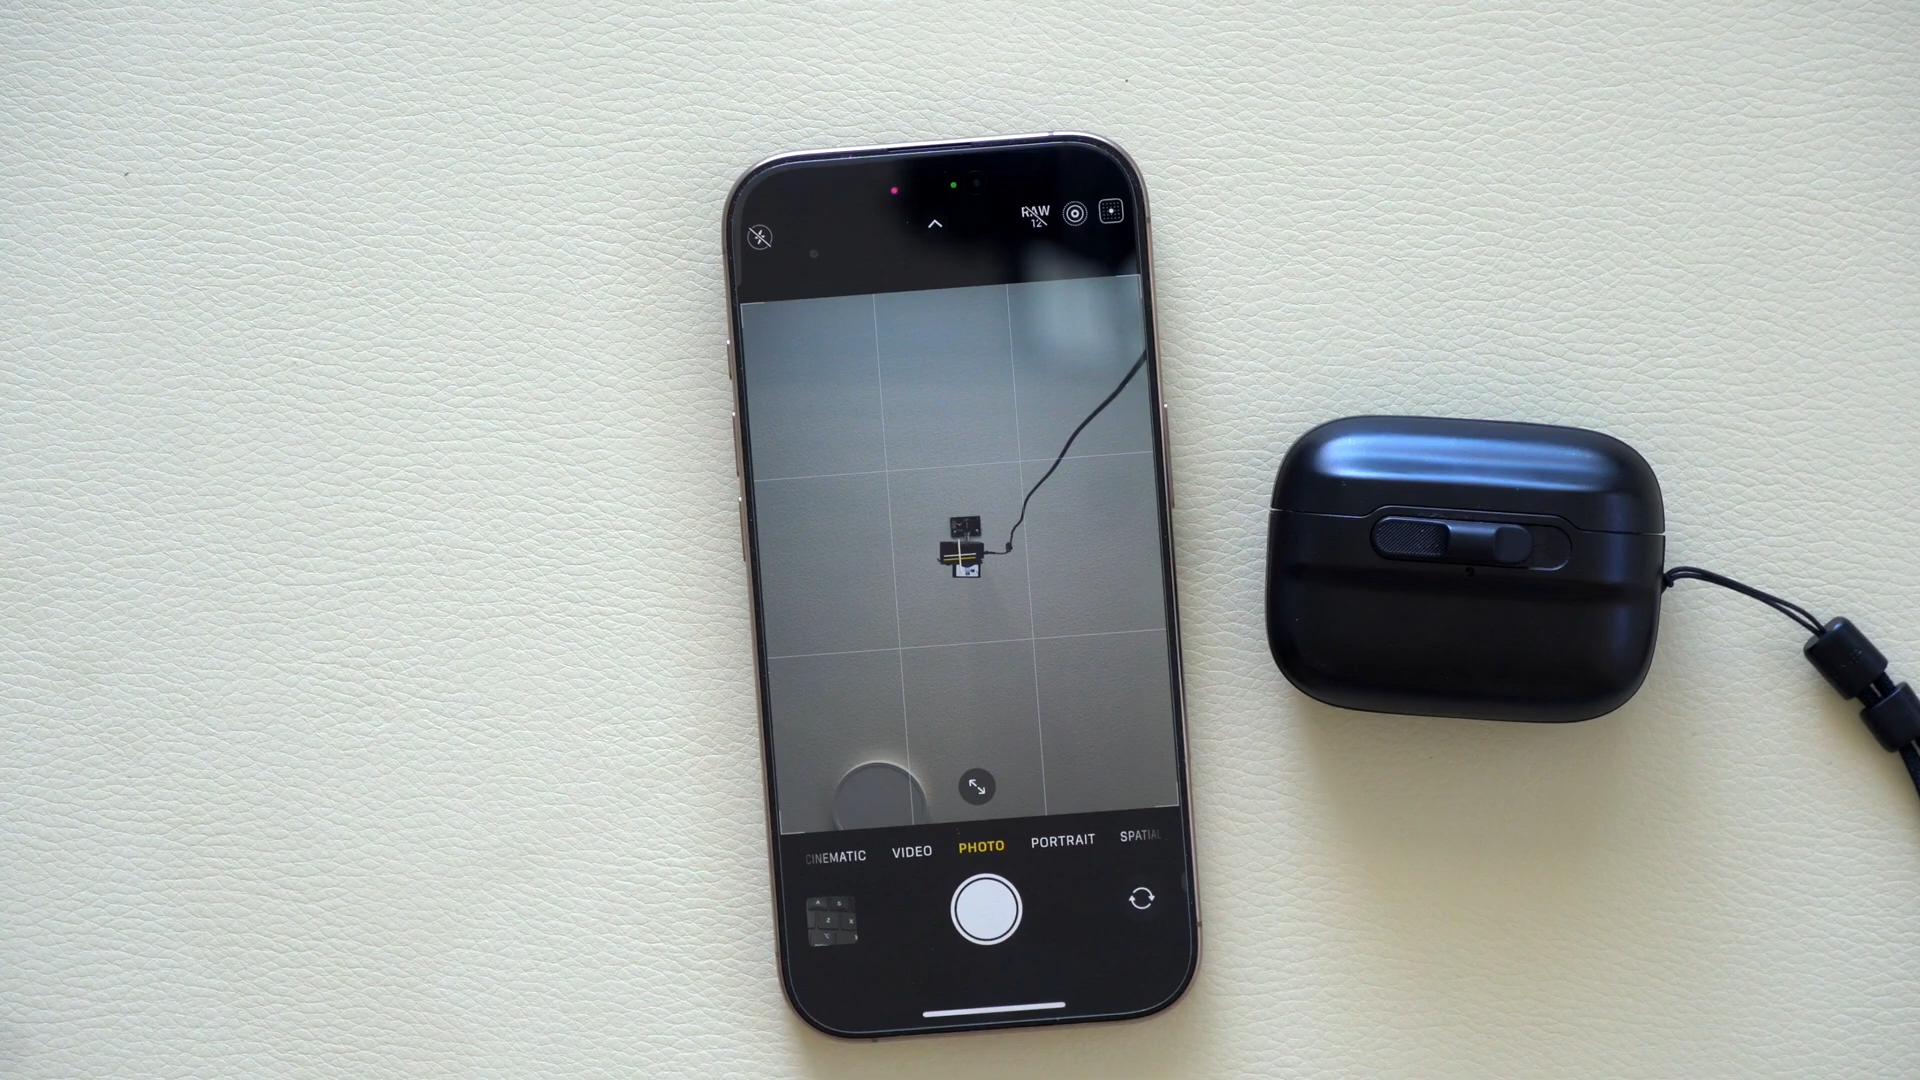 RAW
12
CINEMATIC VIDEO PHOTO PORTRAIT SPATIAL
A S
Z X